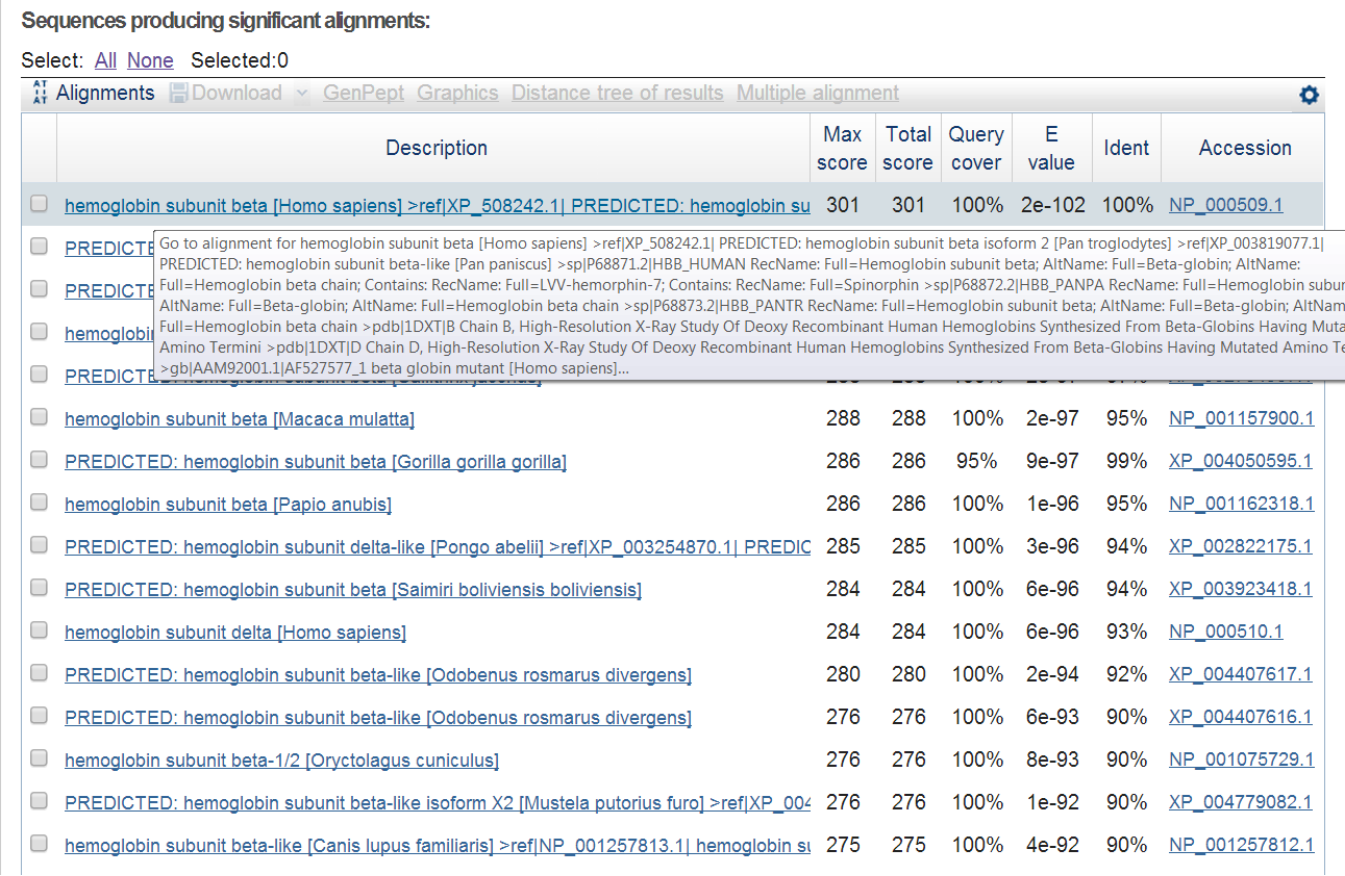 Sequences producing significant alignments:
Select: All None Selected:0
Alignments Download GenPept Graphics Distance tree of results Multiple alignment
Description Max score Total score Query cover E value Ident Accession
hemoglobin subunit beta [Homo sapiens] >ref|XP_508242.1| PREDICTED: hemoglobin su 301 301 100% 2e-102 100% NP_000509.1
Go to alignment for hemoglobin subunit beta [Homo sapiens] >ref|XP_508242.1| PREDICTED: hemoglobin subunit beta isoform 2 [Pan troglodytes] >ref|XP_003819077.1|
PREDICTED: hemoglobin subunit beta-like [Pan paniscus] >sp|P68871.2|HBB_HUMAN RecName: Full=Hemoglobin subunit beta; AltName: Full=Beta-globin; AltName:
Full=Hemoglobin beta chain; Contains: RecName: Full=LVV-hemorphin-7; Contains: RecName: Full=Spinorphin >sp|P68872.2|HBB_PANPA RecName: Full=Hemoglobin subu
AltName: Full=Beta-globin; AltName: Full=Hemoglobin beta chain >sp|P68873.2|HBB_PANTR RecName: Full=Hemoglobin subunit beta; AltName: Full=Beta-globin; AltNam
Full=Hemoglobin beta chain >pdb|1DXT|B Chain B, High-Resolution X-Ray Study Of Deoxy Recombinant Human Hemoglobins Synthesized From Beta-Globins Having Muta
Amino Termini >pdb|1DXT|D Chain D, High-Resolution X-Ray Study Of Deoxy Recombinant Human Hemoglobins Synthesized From Beta-Globins Having Mutated Amino Te
>gb|AAM92001.1|AF527577_1 beta globin mutant [Homo sapiens]...
PREDICTE
PREDICTE
hemoglobi
PREDICTE
hemoglobin subunit beta [Macaca mulatta] 288 288 100% 2e-97 95% NP_001157900.1
PREDICTED: hemoglobin subunit beta [Gorilla gorilla gorilla] 286 286 95% 9e-97 99% XP_004050595.1
hemoglobin subunit beta [Papio anubis] 286 286 100% 1e-96 95% NP_001162318.1
PREDICTED: hemoglobin subunit delta-like [Pongo abelii] >ref|XP_003254870.1| PREDIC 285 285 100% 3e-96 94% XP_002822175.1
PREDICTED: hemoglobin subunit beta [Saimiri boliviensis boliviensis] 284 284 100% 6e-96 94% XP_003923418.1
hemoglobin subunit delta [Homo sapiens] 284 284 100% 6e-96 93% NP_000510.1
PREDICTED: hemoglobin subunit beta-like [Odobenus rosmarus divergens] 280 280 100% 2e-94 92% XP_004407617.1
PREDICTED: hemoglobin subunit beta-like [Odobenus rosmarus divergens] 276 276 100% 6e-93 90% XP_004407616.1
hemoglobin subunit beta-1/2 [Oryctolagus cuniculus] 276 276 100% 8e-93 90% NP_001075729.1
PREDICTED: hemoglobin subunit beta-like isoform X2 [Mustela putorius furo] >ref|XP_004 276 276 100% 1e-92 90% XP_004779082.1
hemoglobin subunit beta-like [Canis lupus familiaris] >ref|NP_001257813.1| hemoglobin su 275 275 100% 4e-92 90% NP_001257812.1